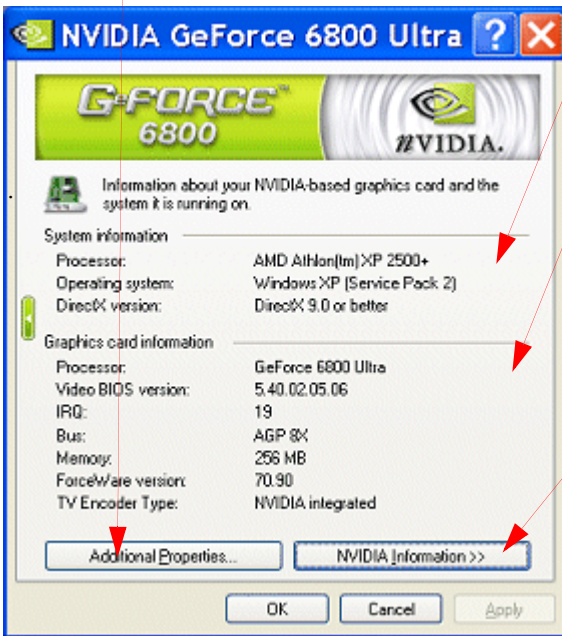 NVIDIA GeForce 6800 Ultra
G-FORCE™
6800
nVIDIA.
Information about your NVIDIA-based graphics card and the
system it is running on.
System information
Processor: AMD Athlon(tm) XP 2500+
Operating system: Windows XP (Service Pack 2)
DirectX version: DirectX 9.0 or better
Graphics card information
Processor: GeForce 6800 Ultra
Video BIOS version: 5.40.02.05.06
IRQ: 19
Bus: AGP 8X
Memory: 256 MB
ForceWare version: 70.90
TV Encoder Type: NVIDIA integrated
Additional Properties... NVIDIA Information >>
OK Cancel Apply